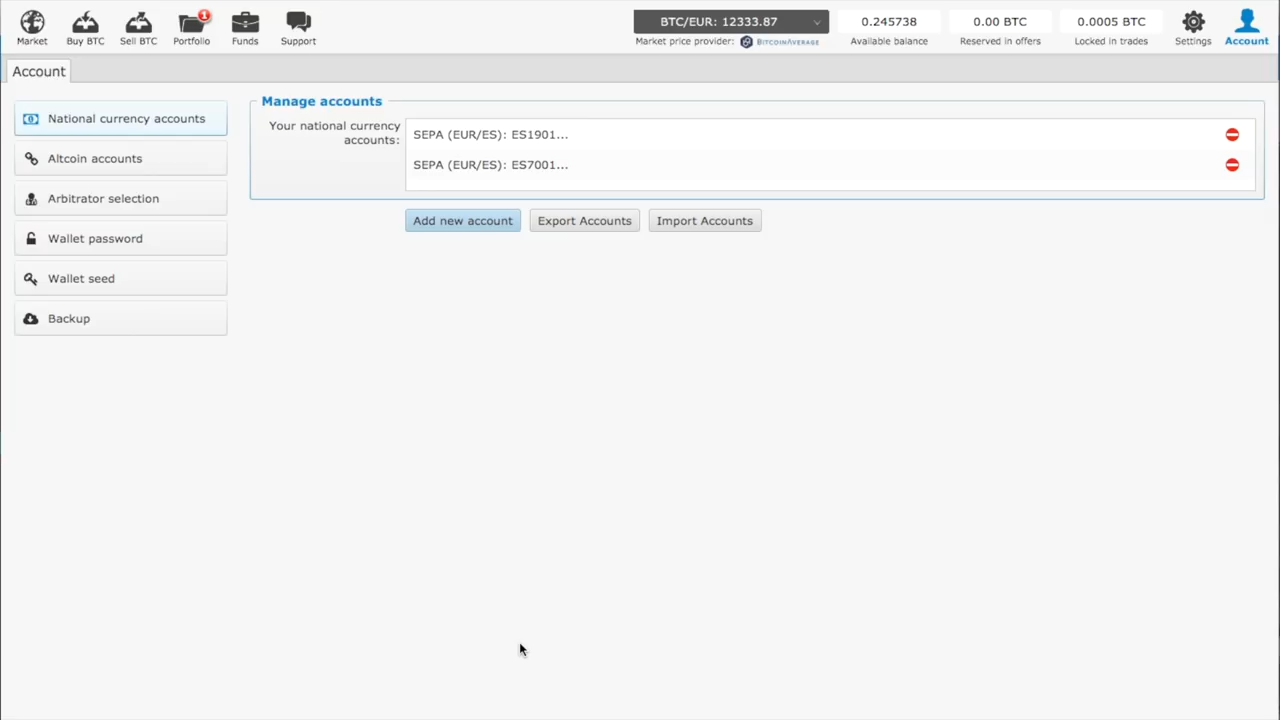 Market
Buy BTC
Sell BTC
Portfolio
1
Funds
Support
BTC/EUR: 12333.87
Market price provider: BITCOINAVERAGE
0.245738
Available balance
0.00 BTC
Reserved in offers
0.0005 BTC
Locked in trades
Settings
Account
Account
National currency accounts
Altcoin accounts
Arbitrator selection
Wallet password
Wallet seed
Backup
Manage accounts
Your national currency
accounts:
SEPA (EUR/ES): ES1901...
SEPA (EUR/ES): ES7001...
Add new account
Export Accounts
Import Accounts